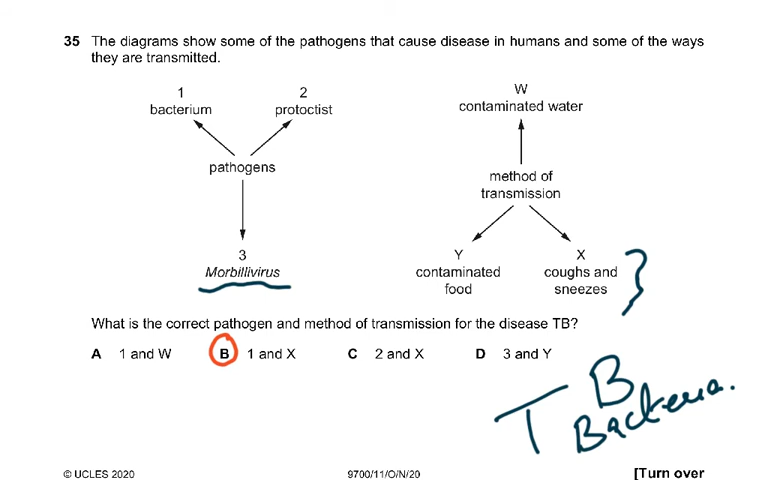 35 The diagrams show some of the pathogens that cause disease in humans and some of the ways
they are transmitted.
1
bacterium
2
protoctist
pathogens
3
Morbillivirus
W
contaminated water
method of
transmission
Y
contaminated
food
X
coughs and
sneezes
What is the correct pathogen and method of transmission for the disease TB?
A 1 and W B 1 and X C 2 and X D 3 and Y
T B
Bacteria.
© UCLES 2020 9700/11/O/N/20 [Turn over